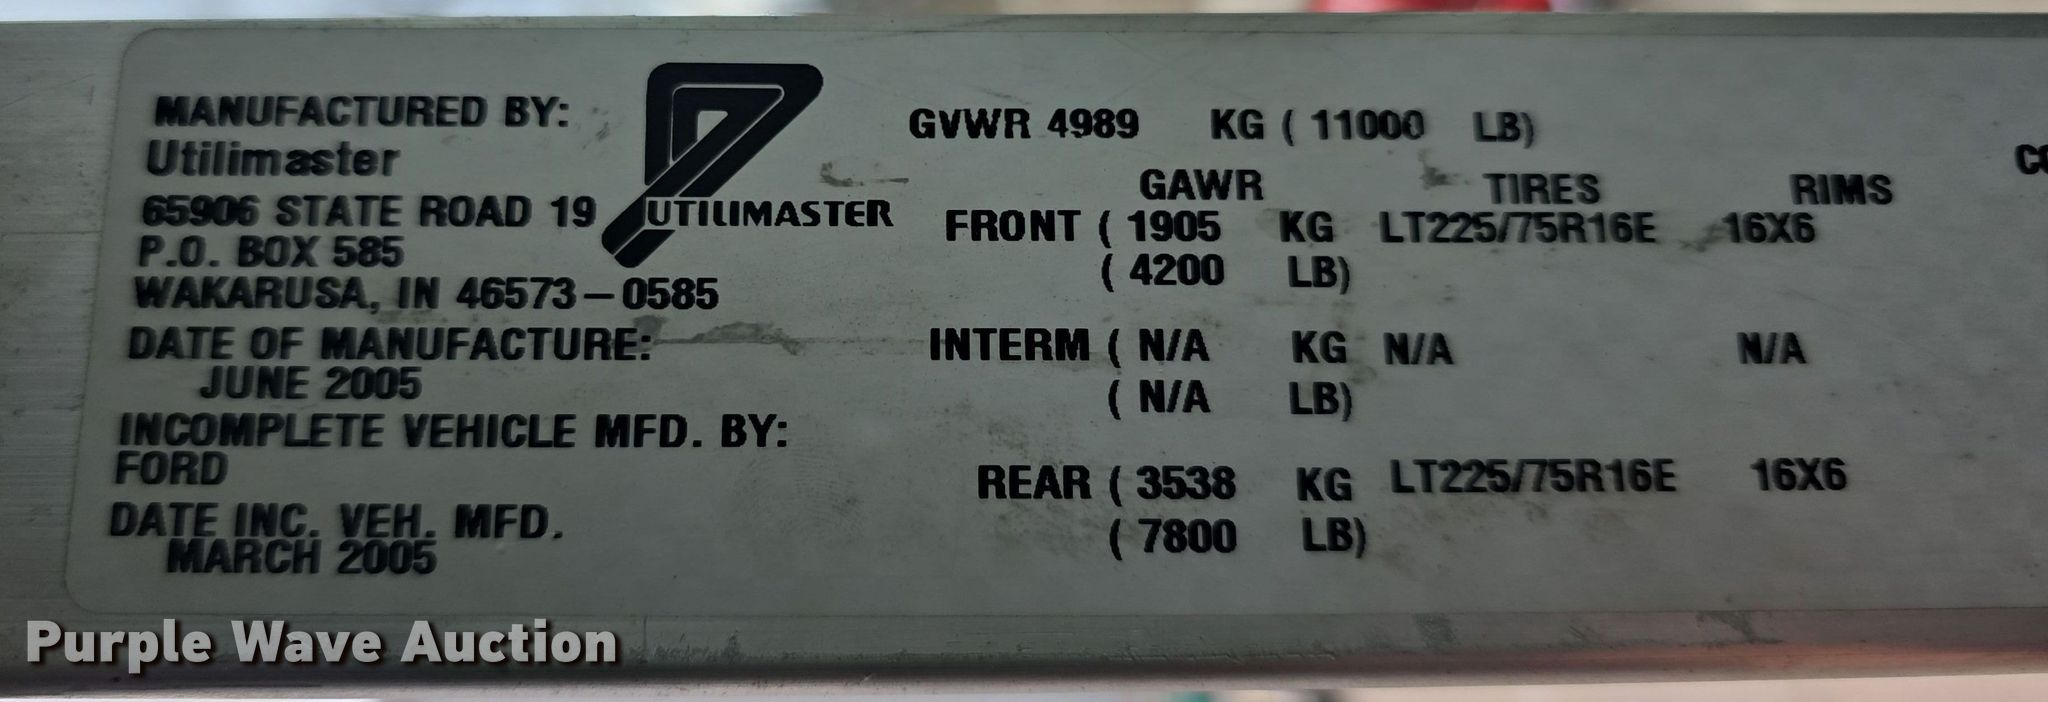 MANUFACTURED BY:
Utilimaster
65906 STATE ROAD 19
P.O. BOX 585
WAKARUSA, IN 46573-0585
DATE OF MANUFACTURE:
JUNE 2005
INCOMPLETE VEHICLE MFD. BY:
FORD
DATE INC. VEH. MFD.
MARCH 2005
UTILIMASTER
GVWR 4989 KG ( 11000 LB)
GAWR TIRES RIMS
FRONT ( 1905 KG LT225/75R16E 16X6
( 4200 LB)
INTERM ( N/A KG N/A N/A
( N/A LB)
REAR ( 3538 KG LT225/75R16E 16X6
( 7800 LB)
Purple Wave Auction